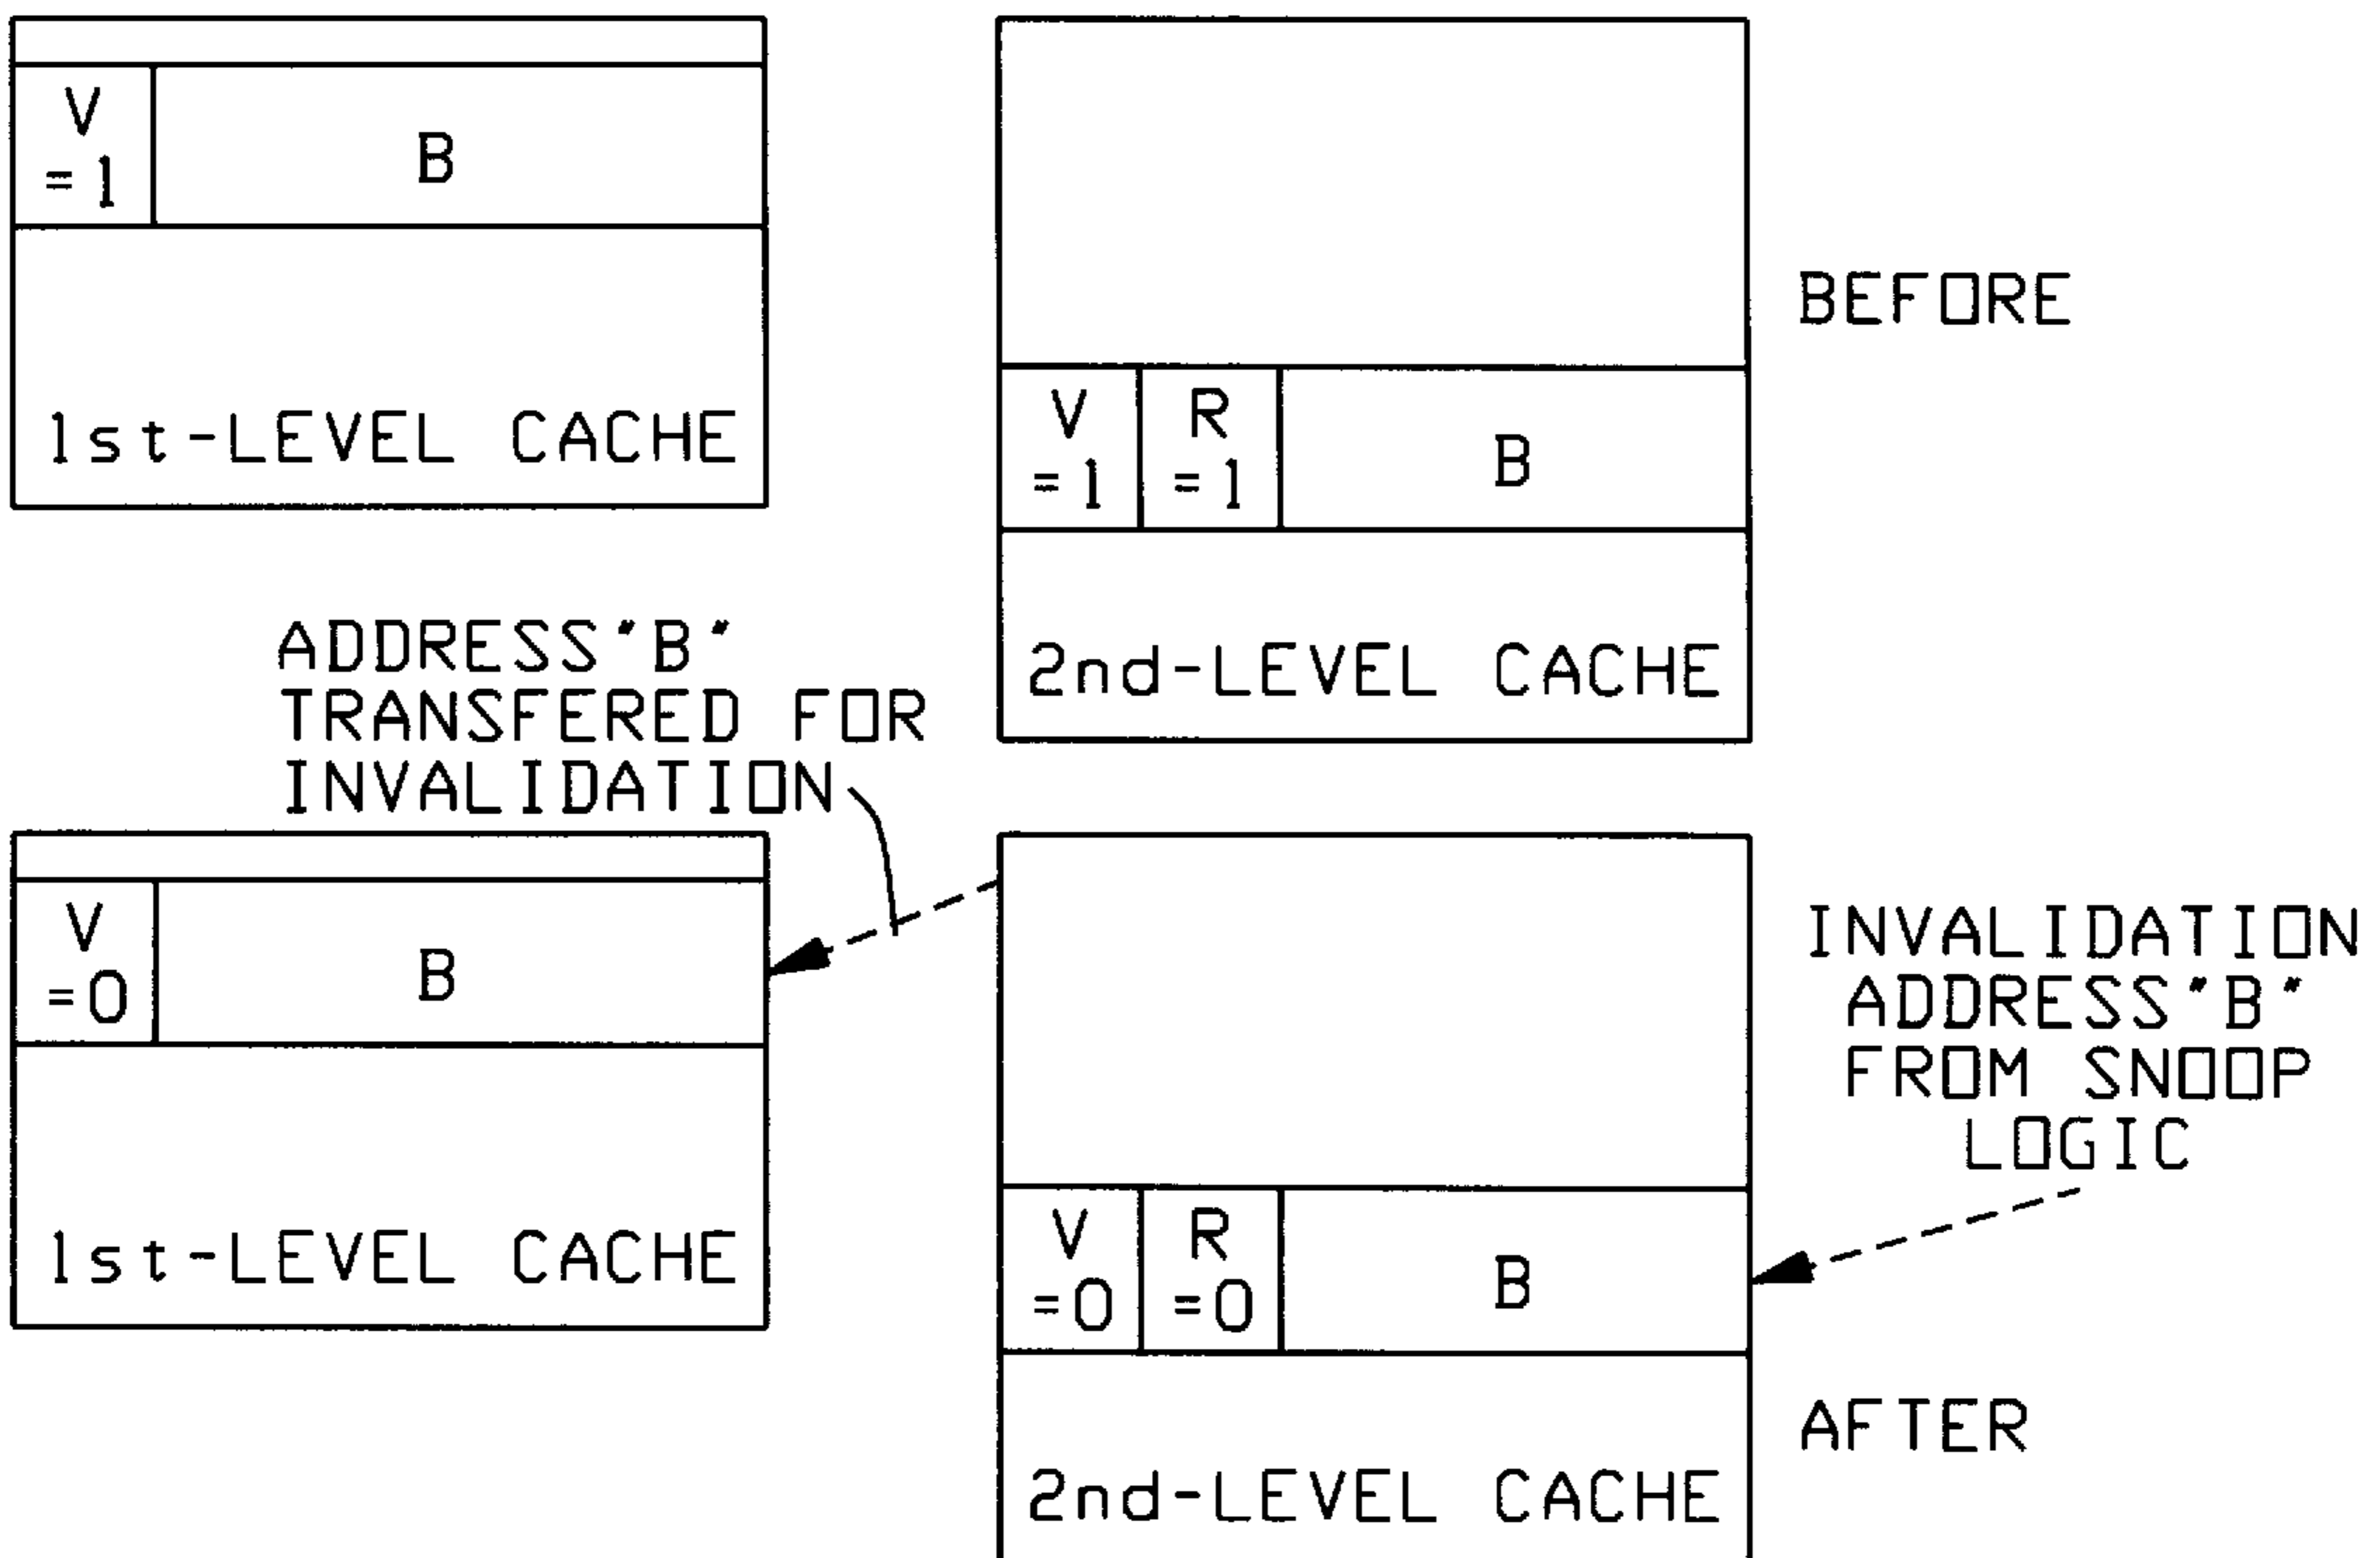 V
=1
B
1st-LEVEL CACHE
BEFORE
V
=1
R
=1
B
2nd-LEVEL CACHE
ADDRESS"B"
TRANSFERED FOR
INVALIDATION
V
=0
B
1st-LEVEL CACHE
INVALIDATION
ADDRESS"B"
FROM SNOOP
LOGIC
V
=0
R
=0
B
AFTER
2nd-LEVEL CACHE